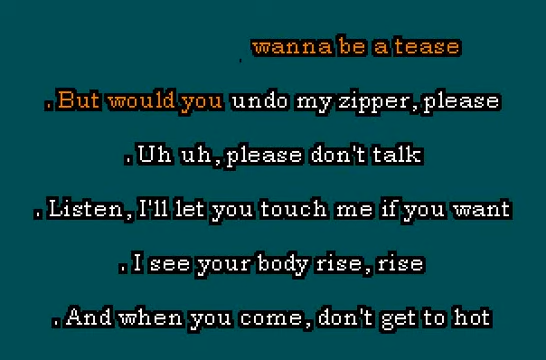 wanna be a tease
. But would you undo my zipper, please
. Uh uh, please don't talk
. Listen, I'll let you touch me if you want
. I see your body rise, rise
. And when you come, don't get to hot